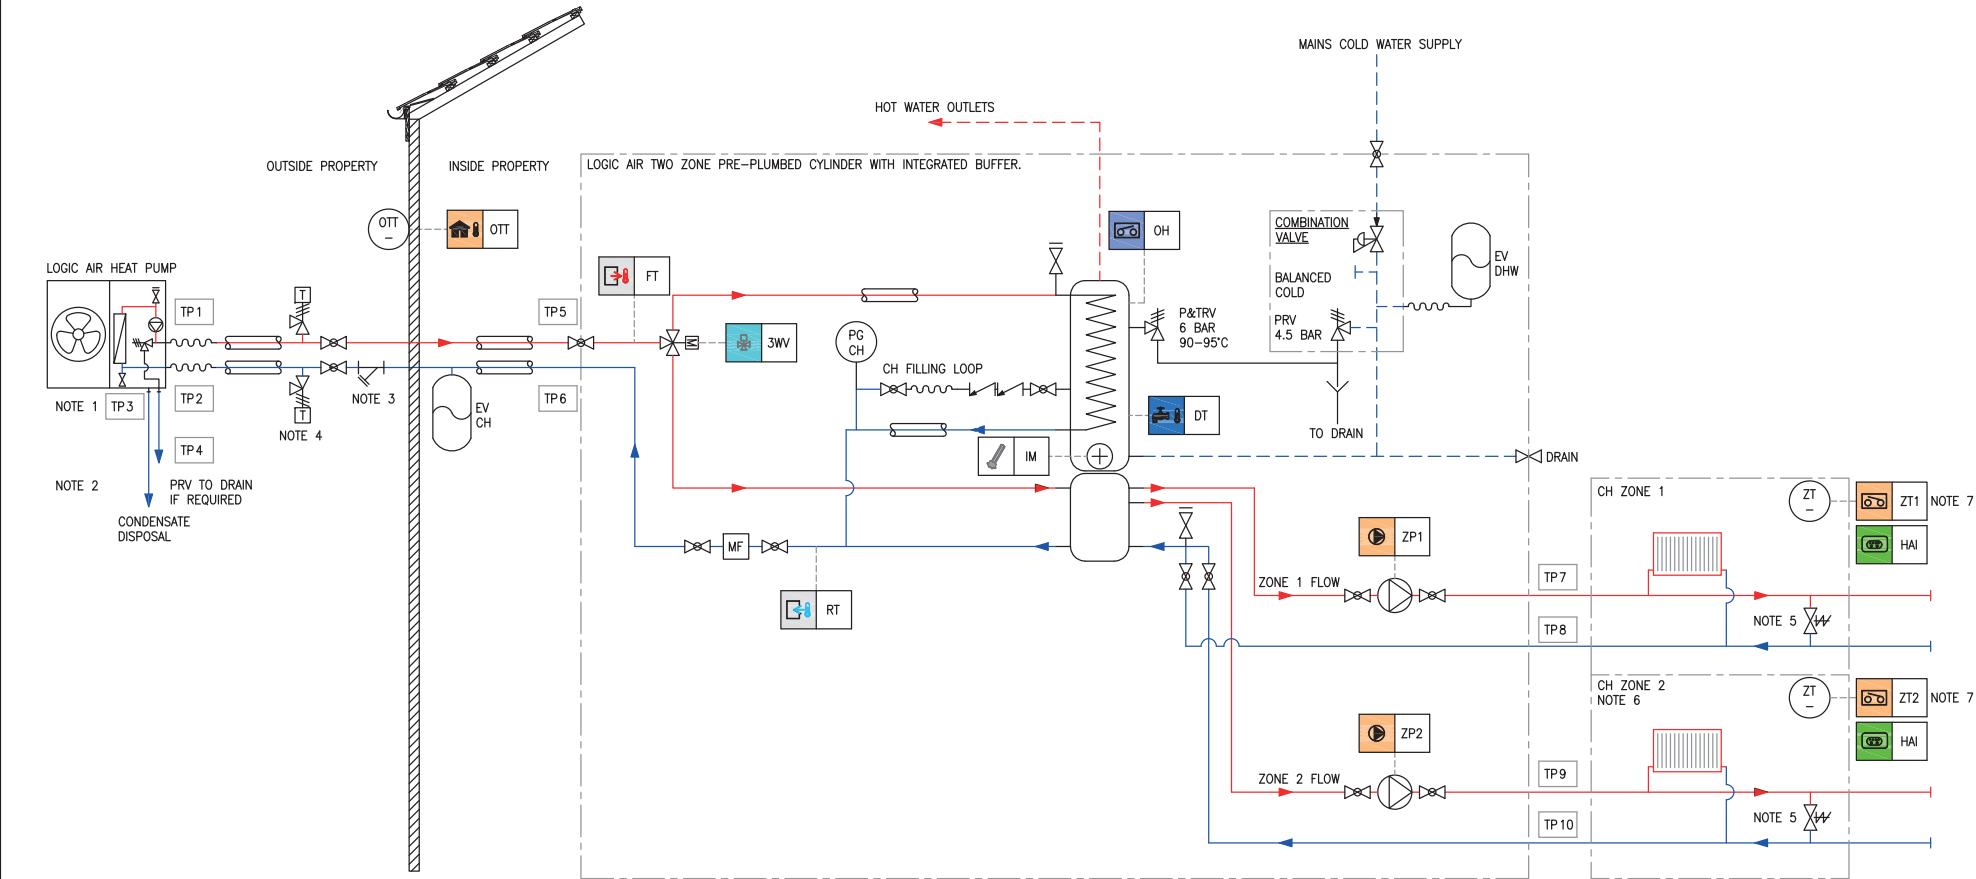 MAINS COLD WATER SUPPLY
HOT WATER OUTLETS
OUTSIDE PROPERTY
INSIDE PROPERTY
LOGIC AIR TWO ZONE PRE-PLUMBED CYLINDER WITH INTEGRATED BUFFER.
OTT
–
OTT
OH
COMBINATION
VALVE
BALANCED
COLD
PRV
4.5 BAR
EV
DHW
LOGIC AIR HEAT PUMP
TP1
T
TP5
FT
M
3WV
PG
CH
P&TRV
6 BAR
90-95°C
CH FILLING LOOP
NOTE 1
TP3
TP2
T
NOTE 4
NOTE 3
EV
CH
TP6
DT
TO DRAIN
TP4
IM
DRAIN
NOTE 2
PRV TO DRAIN
IF REQUIRED
CONDENSATE
DISPOSAL
MF
RT
CH ZONE 1
ZT
–
ZT1
NOTE 7
HAI
ZP1
ZONE 1 FLOW
TP7
TP8
NOTE 5
CH ZONE 2
NOTE 6
ZT
–
ZT2
NOTE 7
HAI
ZP2
ZONE 2 FLOW
TP9
TP10
NOTE 5